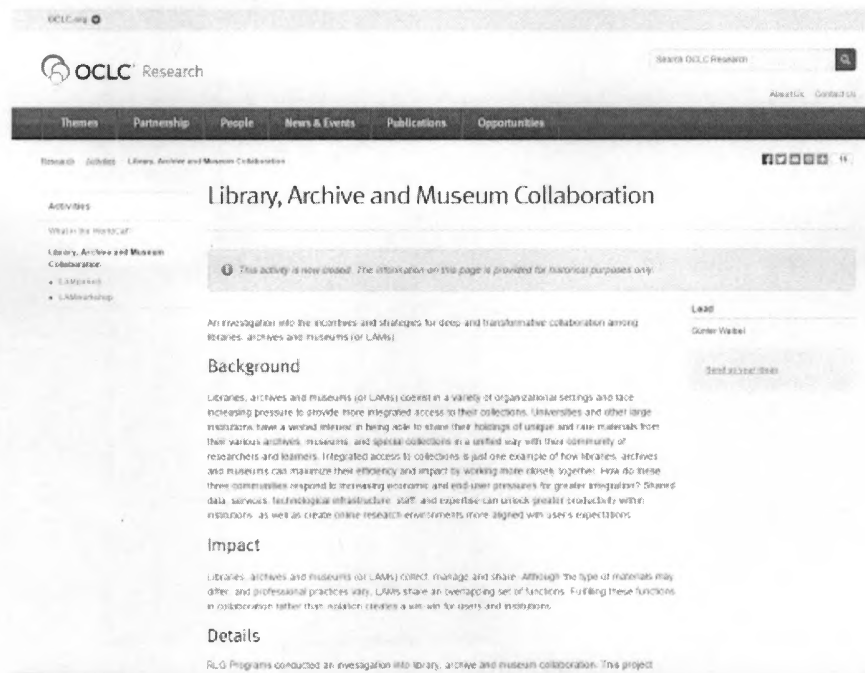 OCLC.org
OCLC Research
Search OCLC Research
About Us Contact Us
Themes Partnership People News & Events Publications Opportunities
Research Activities Library, Archive and Museum Collaboration
Library, Archive and Museum Collaboration
Activities
What in the WorldCat?
Library, Archive and Museum
Collaboration
This activity is now closed. The information on this page is provided for historical purposes only.
Lead
Günter Waibel
An investigation into the incentives and strategies for deep and transformative collaboration among
libraries, archives and museums (or LAMs)
Background
Libraries, archives and museums (or LAMs) coexist in a variety of organizational settings and face
increasing pressure to provide more integrated access to their collections. Universities and other large
institutions have a vested interest in being able to share their holdings of unique and rare materials from
their various archives, museums, and special collections in a unified way with their community of
researchers and learners. Integrated access to collections is just one example of how libraries, archives
and museums can maximize their efficiency and impact by working more closely together. How do these
three communities respond to increasing economic and end-user pressures for greater integration? Shared
data, services, technological infrastructure, staff, and expertise can unlock greater productivity within
institutions, as well as create online research environments more aligned with user's expectations.
Impact
Libraries, archives and museums (or LAMs) collect, manage and share. Although the type of materials may
differ, and professional practices vary, LAMs share an overlapping set of functions. Fulfilling these functions
in collaboration rather than isolation creates a win-win for users and institutions.
Details
RLG Programs conducted an investigation into library, archive and museum collaboration. This project